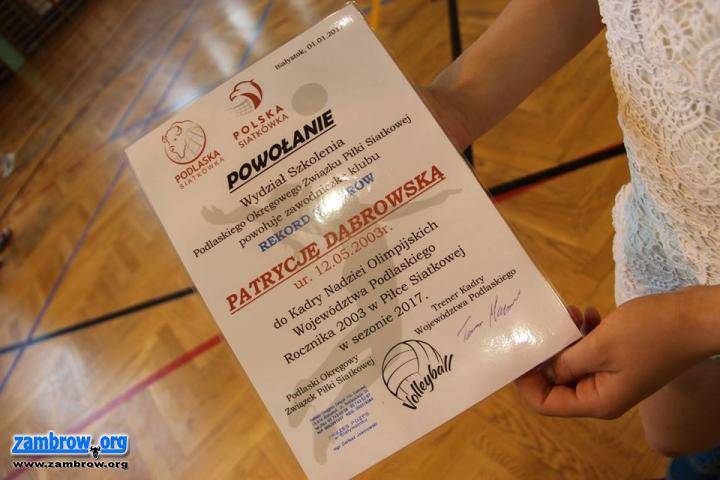 Białystok, 01.01.201
PODLASKA
SIATKÓWKA
POLSKA
SIATKÓWKA
POWOŁANIE
Wydział Szkolenia
Podlaskiego Okręgowego Związku Piłki Siatkowej
powołuje zawodniczkę klubu
REKORD
PATRYCJĘ DĄBROWSKĄ
ur. 12.05.2003r.
do Kadry Nadziei Olimpijskich
Województwa Podlaskiego
Rocznika 2003 w Piłce Siatkowej
w sezonie 2017.
Podlaski Okręgowy
Związek Piłki Siatkowej
Trener Kadry
Województwa Podlaskiego
Volleyball
zambrow.org
www.zambrow.org